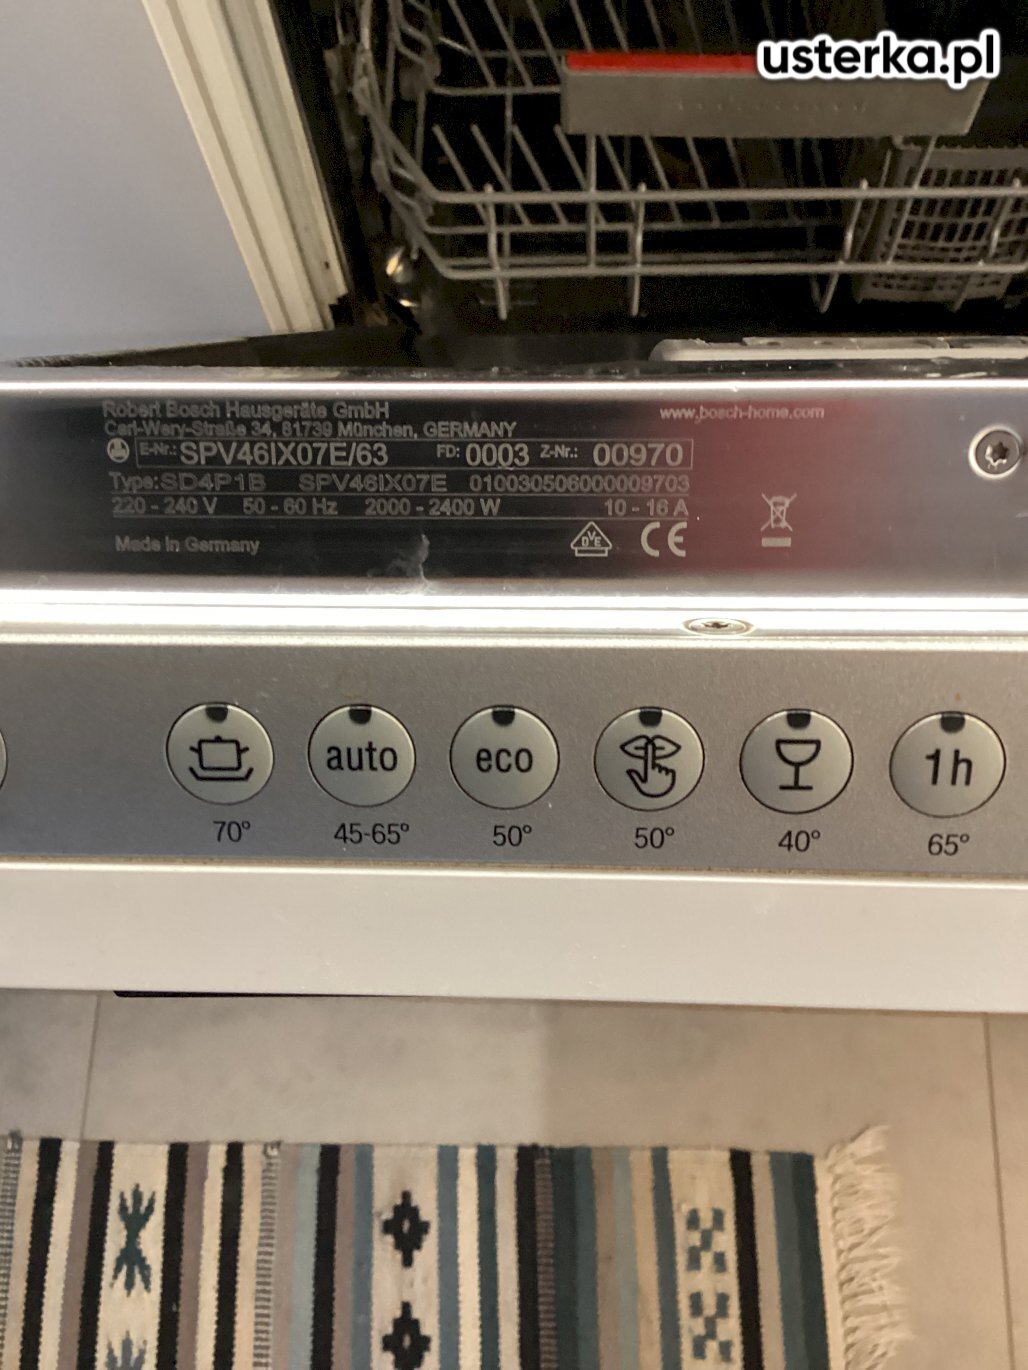 usterka.pl
Robert Bosch Hausgeräte GmbH
www.bosch-home.com
Carl-Wery-Straße 34, 81739 München, GERMANY
E-Nr.: SPV46IX07E/63 FD: 0003 Z-Nr.: 00970
Type: SD4P1B SPV46IX07E 010030506000009703
220 - 240 V 50 - 60 Hz 2000 - 2400 W 10 - 16 A
Made in Germany
DVE CE
auto eco 1h
70° 45-65° 50° 50° 40° 65°